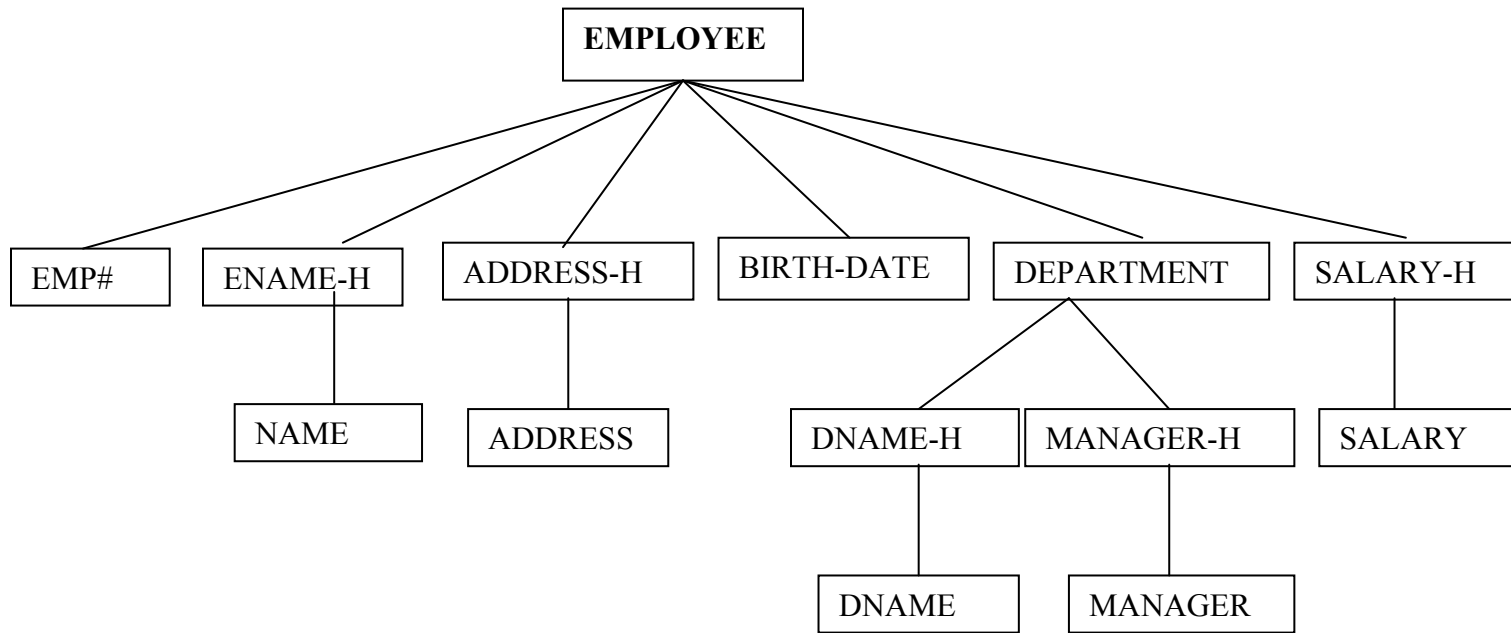 EMPLOYEE
EMP#
ENAME-H
ADDRESS-H
BIRTH-DATE
DEPARTMENT
SALARY-H
NAME
ADDRESS
DNAME-H
MANAGER-H
SALARY
DNAME
MANAGER